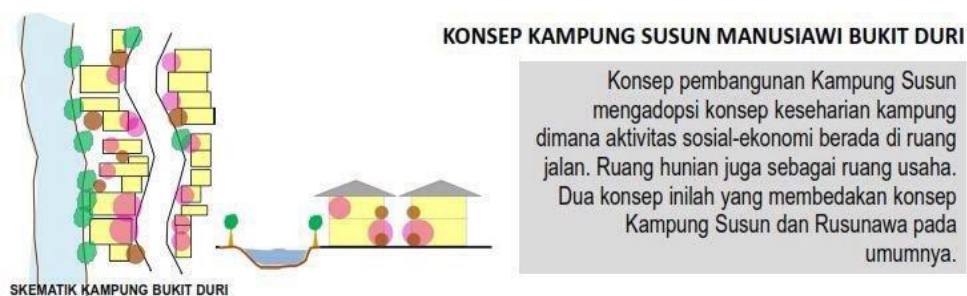 KONSEP KAMPUNG SUSUN MANUSIAWI BUKIT DURI
Konsep pembangunan Kampung Susun
mengadopsi konsep keseharian kampung
dimana aktivitas sosial-ekonomi berada di ruang
jalan. Ruang hunian juga sebagai ruang usaha.
Dua konsep inilah yang membedakan konsep
Kampung Susun dan Rusunawa pada
umumnya.
SKEMATIK KAMPUNG BUKIT DURI